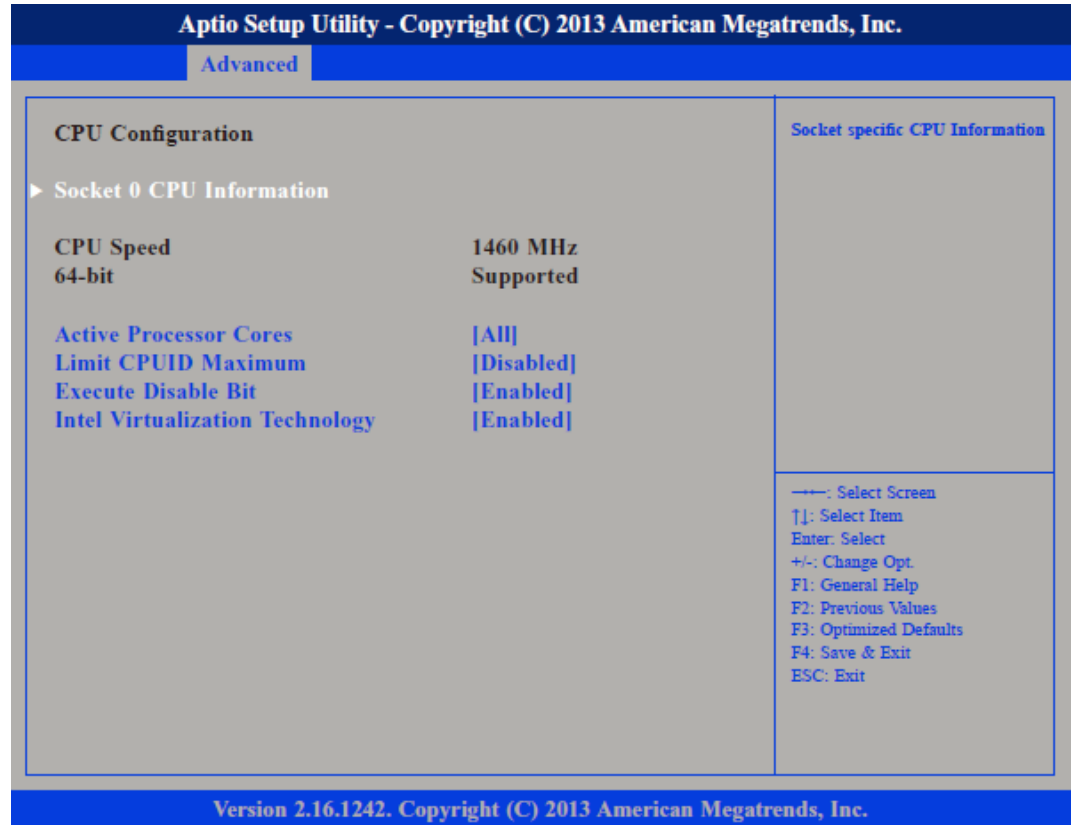 Aptio Setup Utility - Copyright (C) 2013 American Megatrends, Inc.
Advanced
CPU Configuration
▶ Socket 0 CPU Information
CPU Speed 1460 MHz
64-bit Supported
Active Processor Cores [All]
Limit CPUID Maximum [Disabled]
Execute Disable Bit [Enabled]
Intel Virtualization Technology [Enabled]
Socket specific CPU Information
→←: Select Screen
↑↓: Select Item
Enter: Select
+/-: Change Opt.
F1: General Help
F2: Previous Values
F3: Optimized Defaults
F4: Save & Exit
ESC: Exit
Version 2.16.1242. Copyright (C) 2013 American Megatrends, Inc.